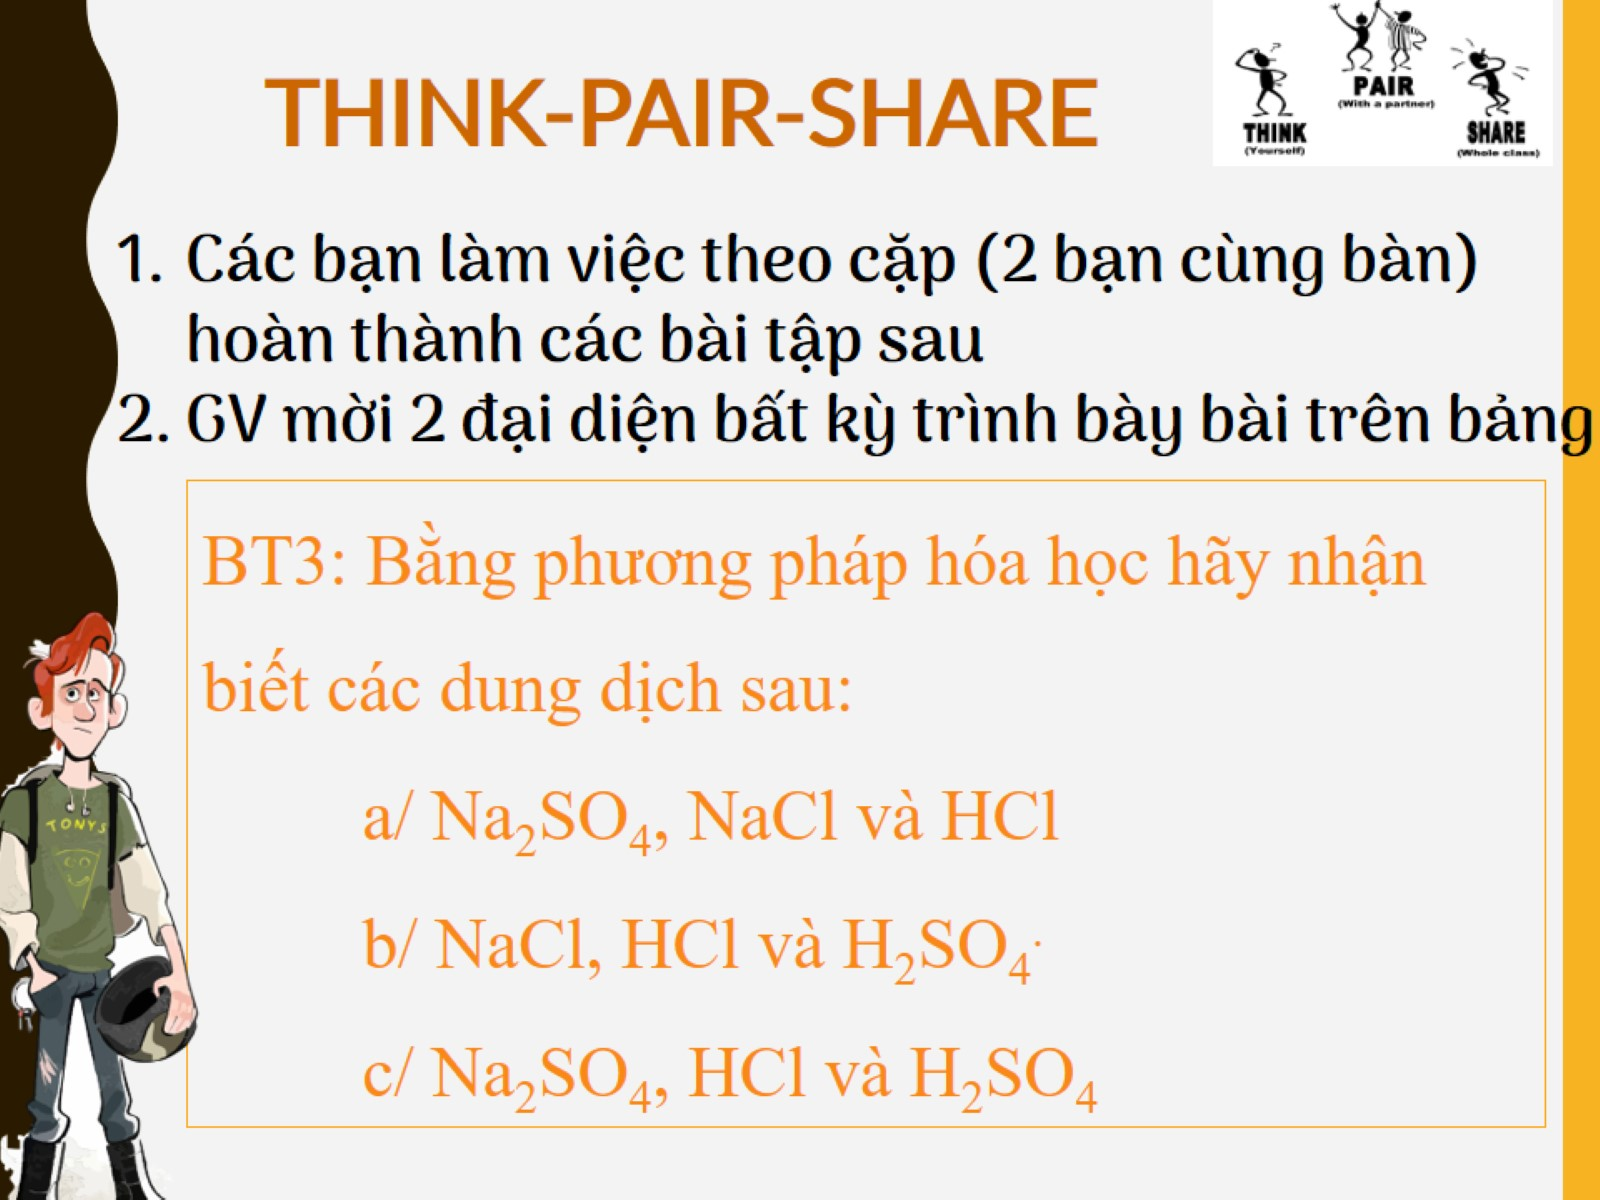 THINK-PAIR-SHARE
THINK
(Yourself)
PAIR
(With a partner)
SHARE
(Whole class)
1. Các bạn làm việc theo cặp (2 bạn cùng bàn)
hoàn thành các bài tập sau
2. GV mời 2 đại diện bất kỳ trình bày bài trên bảng
BT3: Bằng phương pháp hóa học hãy nhận
biết các dung dịch sau:
a/ Na₂SO₄, NaCl và HCl
b/ NaCl, HCl và H₂SO₄.
c/ Na₂SO₄, HCl và H₂SO₄
TONYS